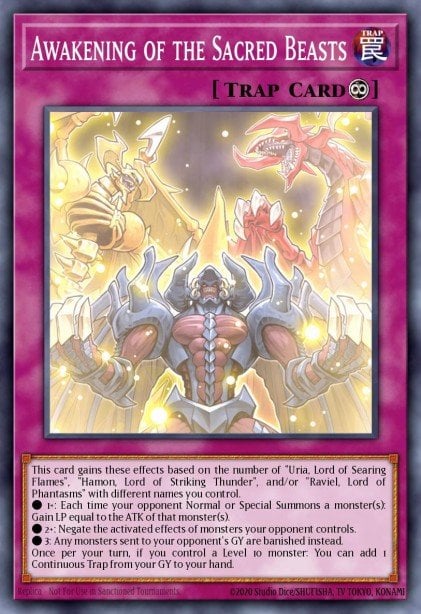 AWAKENING OF THE SACRED BEASTS
TRAP
罠
[ TRAP CARD ]
This card gains these effects based on the number of "Uria, Lord of Searing
Flames", "Hamon, Lord of Striking Thunder", and/or "Raviel, Lord of
Phantasms" with different names you control.
● 1+: Each time your opponent Normal or Special Summons a monster(s):
Gain LP equal to the ATK of that monster(s).
● 2+: Negate the activated effects of monsters your opponent controls.
● 3: Any monsters sent to your opponent's GY are banished instead.
Once per turn, if you control a Level 10 monster: You can add 1
Continuous Trap from your GY to your hand.
Replica - Not For Use in Sanctioned Tournaments
©2020 Studio Dice/SHUEISHA, TV TOKYO, KONAMI